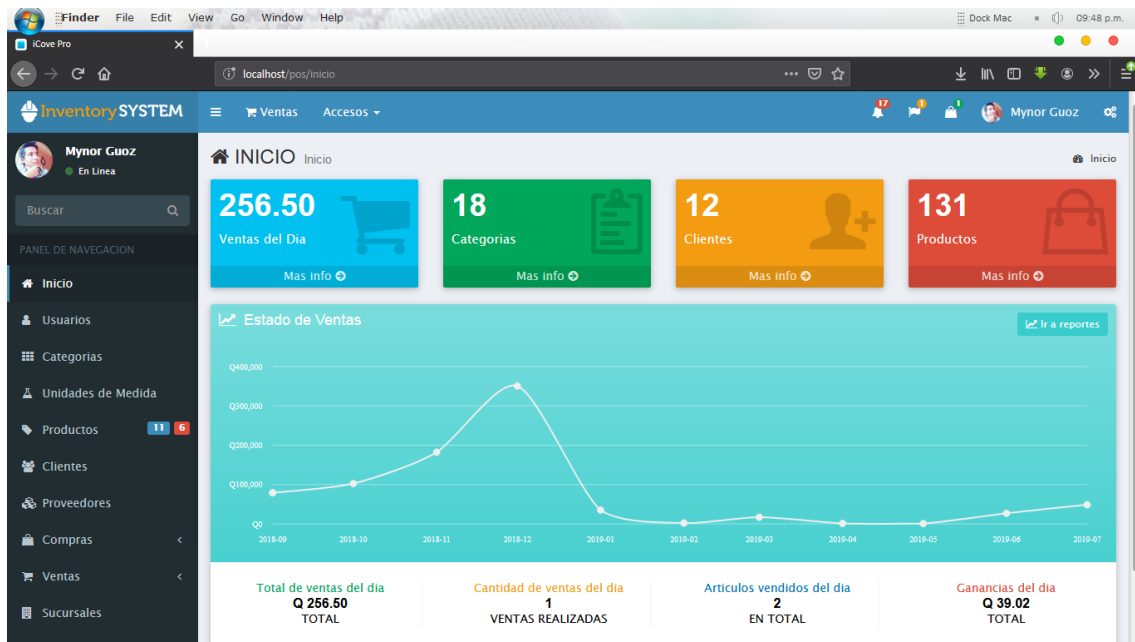 Finder File Edit View Go Window Help
Dock Mac 09:48 p.m.
iCove Pro
localhost/pos/inicio
Inventory SYSTEM
Ventas Accesos
17 1 1
Mynor Guoz
Mynor Guoz
En Linea
Buscar
PANEL DE NAVEGACION
Inicio
Usuarios
Categorias
Unidades de Medida
Productos 11 6
Clientes
Proveedores
Compras
Ventas
Sucursales
INICIO Inicio
Inicio
256.50
Ventas del Dia
Mas info
18
Categorias
Mas info
12
Clientes
Mas info
131
Productos
Mas info
Estado de Ventas
Ir a reportes
Q400,000
Q300,000
Q200,000
Q100,000
Q0
2018-09 2018-10 2018-11 2018-12 2019-01 2019-02 2019-03 2019-04 2019-05 2019-06 2019-07
Total de ventas del dia
Q 256.50
TOTAL
Cantidad de ventas del dia
1
VENTAS REALIZADAS
Articulos vendidos del dia
2
EN TOTAL
Ganancias del dia
Q 39.02
TOTAL